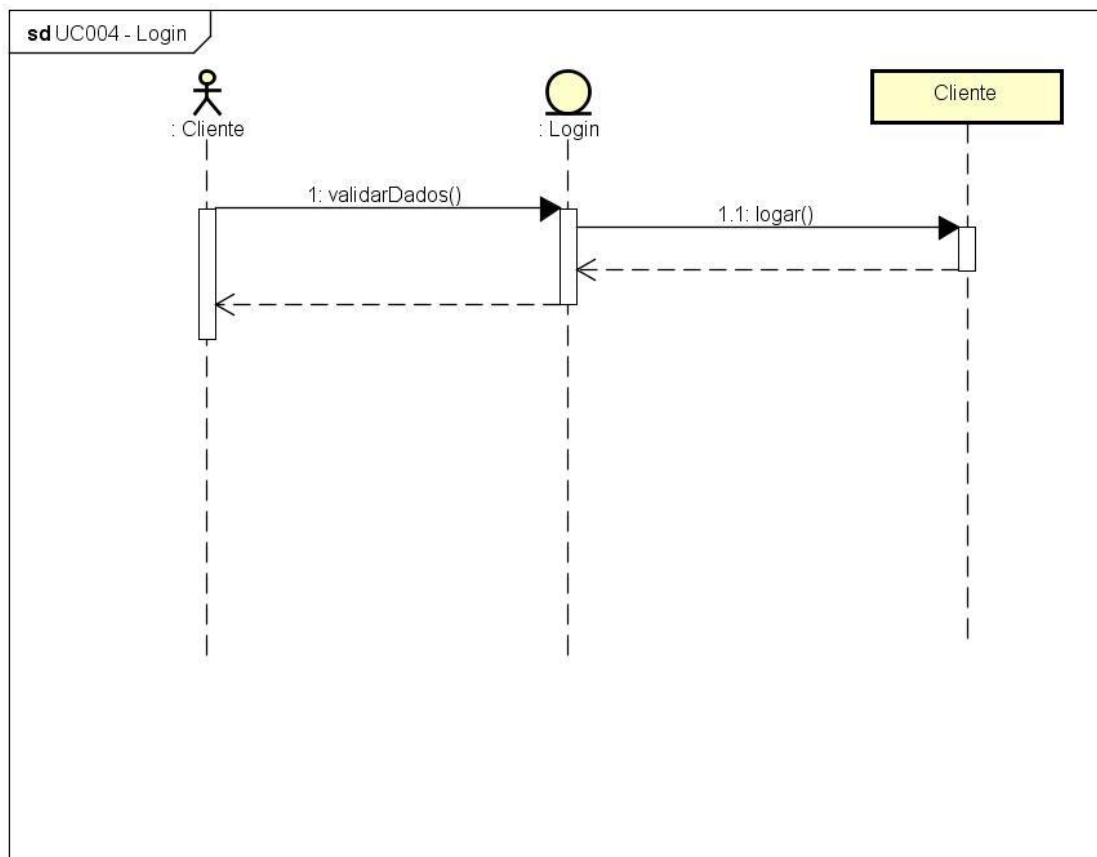 sd UC004 - Login
: Cliente
: Login
Cliente
1: validarDados()
1.1: logar()